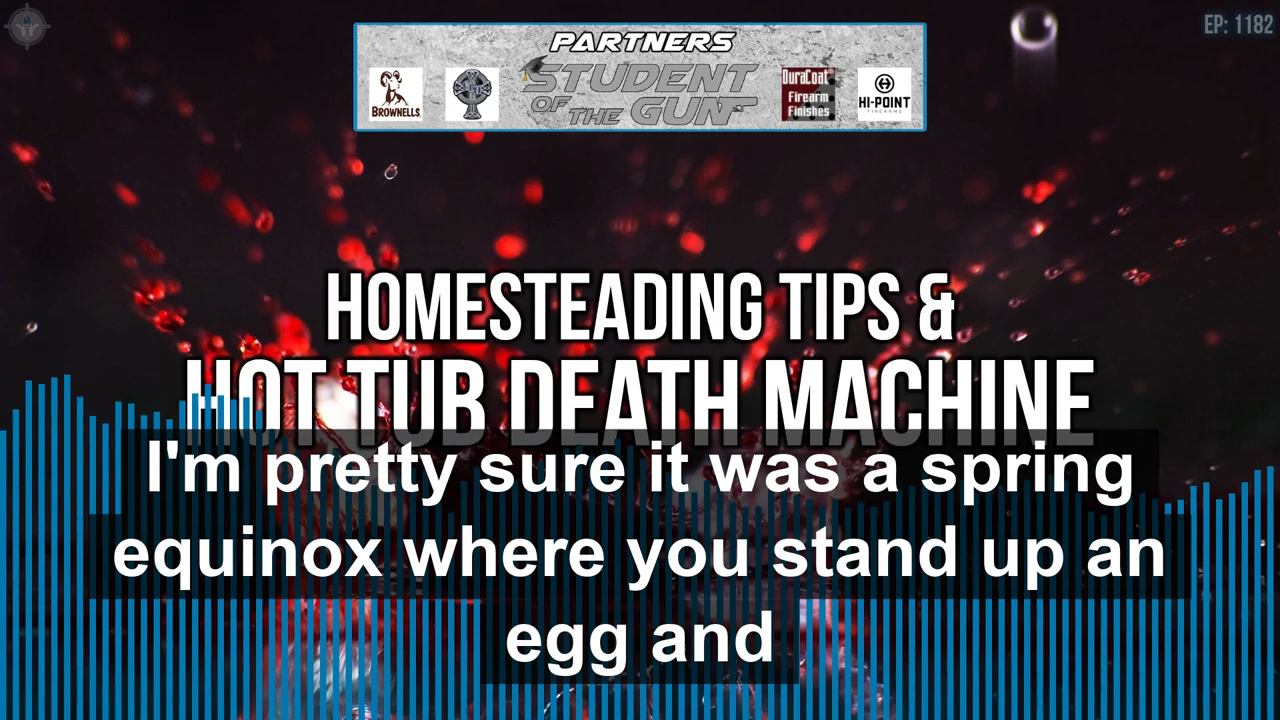 EP: 1182
PARTNERS
BROWNELLS
STUDENT
OF THE GUN
DuraCoat
Firearm
Finishes
HI-POINT
FIREARMS
HOMESTEADING TIPS &
HOT TUB DEATH MACHINE
I'm pretty sure it was a spring
equinox where you stand up an
egg and